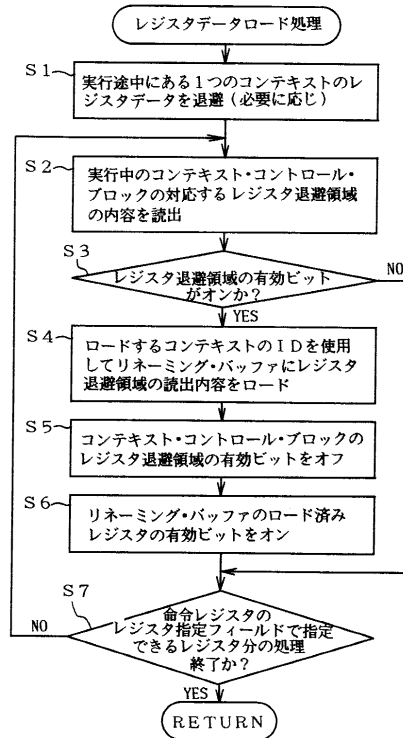 レジスタデータロード処理
S1
実行途中にある1つのコンテキストのレ
ジスタデータを退避(必要に応じ)
S2
実行中のコンテキスト・コントロール・
ブロックの対応するレジスタ退避領域
の内容を読出
S3
レジスタ退避領域の有効ビット
がオンか?
NO
YES
S4
ロードするコンテキストのIDを使用
してリネーミング・バッファにレジスタ
退避領域の読出内容をロード
S5
コンテキスト・コントロール・ブロックの
レジスタ退避領域の有効ビットをオフ
S6
リネーミング・バッファのロード済み
レジスタの有効ビットをオン
S7
命令レジスタの
レジスタ指定フィールドで指定
できるレジスタ分の処理
終了か?
NO
YES
RETURN